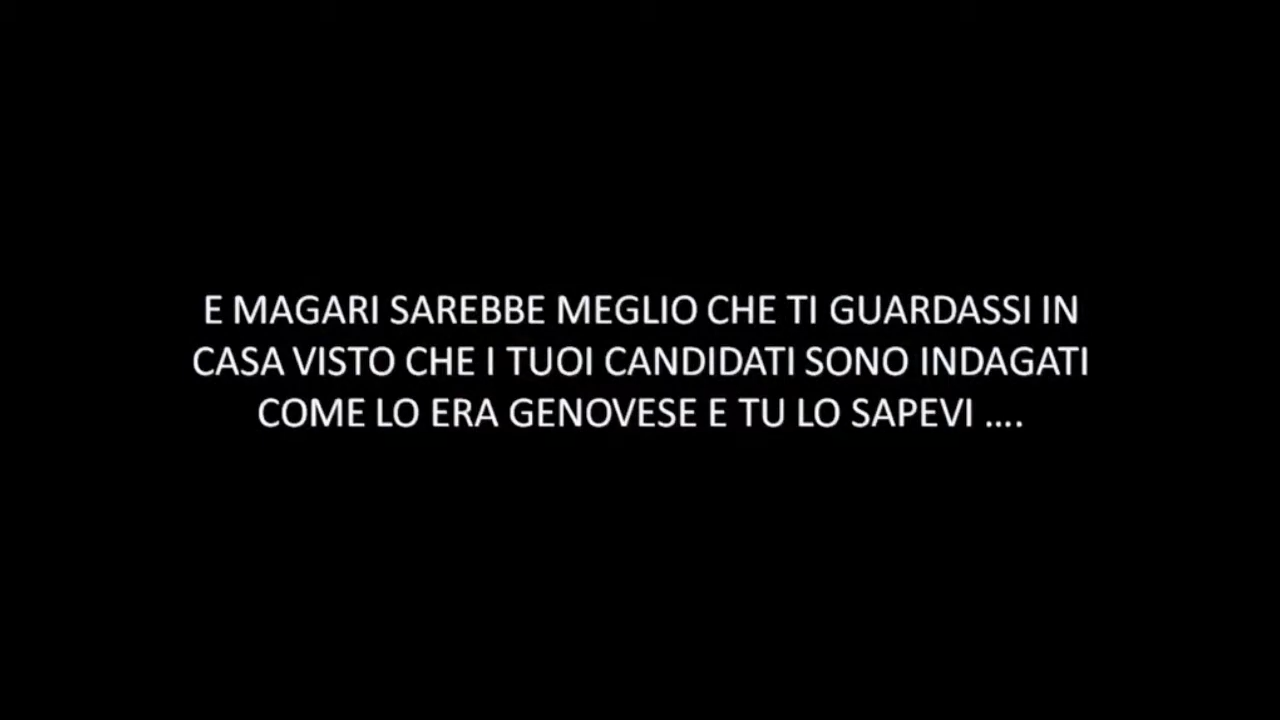 E MAGARI SAREBBE MEGLIO CHE TI GUARDASSI IN
CASA VISTO CHE I TUOI CANDIDATI SONO INDAGATI
COME LO ERA GENOVESE E TU LO SAPEVI ....